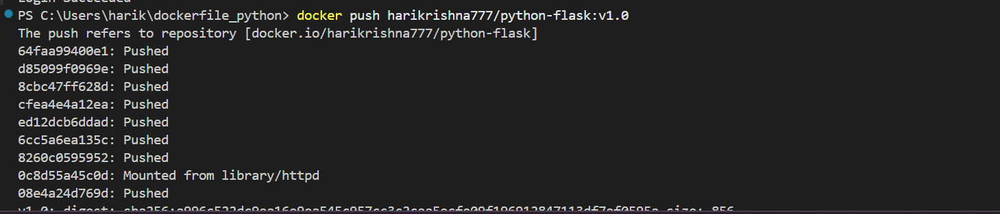 Login Succeeded
PS C:\Users\harik\dockerfile_python> docker push harikrishna777/python-flask:v1.0
The push refers to repository [docker.io/harikrishna777/python-flask]
64faa99400e1: Pushed
d85099f0969e: Pushed
8cbc47ff628d: Pushed
cfea4e4a12ea: Pushed
ed12dcb6ddad: Pushed
6cc5a6ea135c: Pushed
8260c0595952: Pushed
0c8d55a45c0d: Mounted from library/httpd
08e4a24d769d: Pushed
v1.0: digest: size: 856